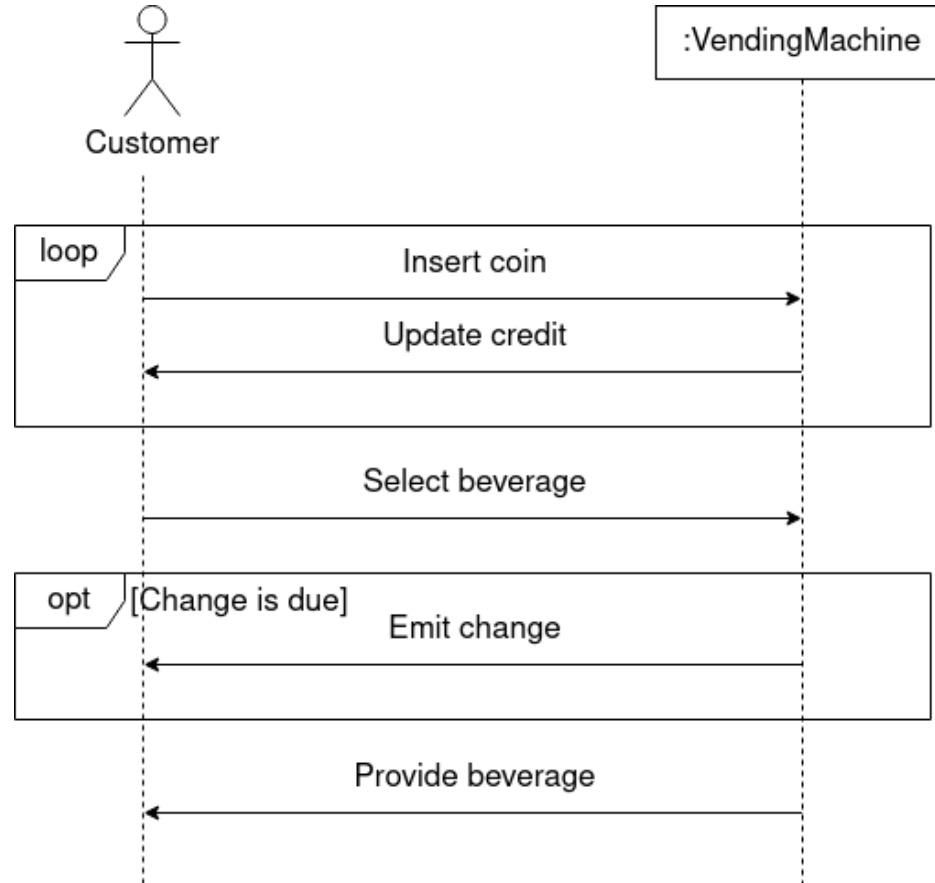 :VendingMachine
Customer
loop
Insert coin
Update credit
Select beverage
opt
[Change is due]
Emit change
Provide beverage